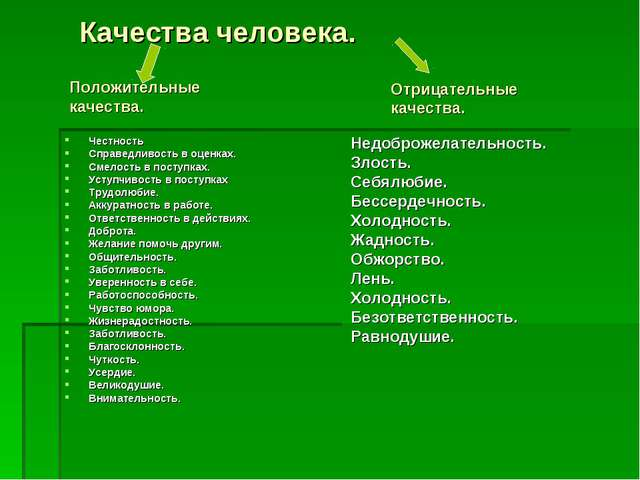 Качества человека.
Положительные
качества.
Честность
Справедливость в оценках.
Смелость в поступках.
Уступчивость в поступках
Трудолюбие.
Аккуратность в работе.
Ответственность в действиях.
Доброта.
Желание помочь другим.
Общительность.
Заботливость.
Уверенность в себе.
Работоспособность.
Чувство юмора.
Жизнерадостность.
Заботливость.
Благосклонность.
Чуткость.
Усердие.
Великодушие.
Внимательность.
Отрицательные
качества.
Недоброжелательность.
Злость.
Себялюбие.
Бессердечность.
Холодность.
Жадность.
Обжорство.
Лень.
Холодность.
Безответственность.
Равнодушие.